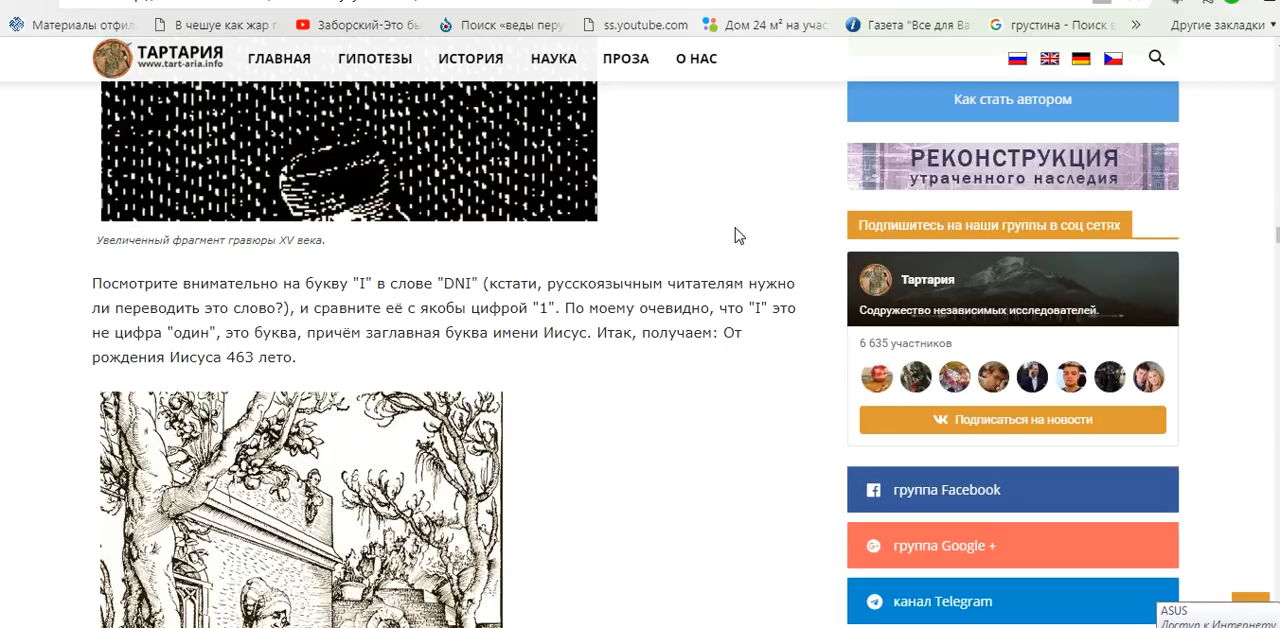 Материалы отфил
В чешуе как жар г
Заборский-Это бы
Поиск «веды перу
ss.youtube.com
Дом 24 м² на учас
Газета "Все для Ва
грустина - Поиск в
»
Другие закладки
ТАРТАРИЯ
www.tart-aria.info
ГЛАВНАЯ
ГИПОТЕЗЫ
ИСТОРИЯ
НАУКА
ПРОЗА
О НАС
Как стать автором
РЕКОНСТРУКЦИЯ
утраченного наследия
Увеличенный фрагмент гравюры XV века.
Подпишитесь на наши группы в соц сетях
Посмотрите внимательно на букву "I" в слове "DNI" (кстати, русскоязычным читателям нужно
ли переводить это слово?), и сравните её с якобы цифрой "1". По моему очевидно, что "I" это
не цифра "один", это буква, причём заглавная буква имени Иисус. Итак, получаем: От
рождения Иисуса 463 лето.
Тартария
Содружество независимых исследователей.
6 635 участников
Подписаться на новости
группа Facebook
группа Google +
канал Telegram
ASUS
Доступ к Интернету